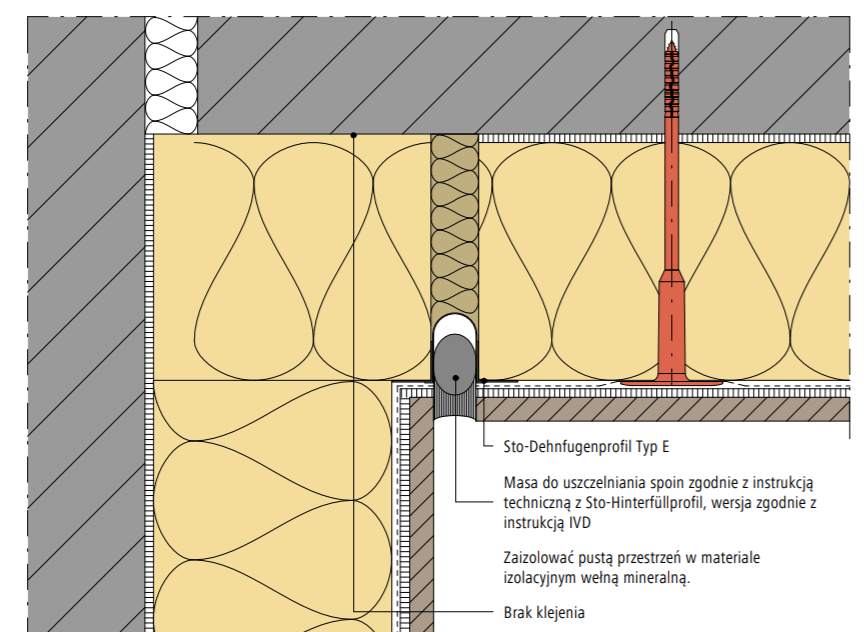 Sto-Dehnfugenprofil Typ E
Masa do uszczelniania spoin zgodnie z instrukcją
techniczną z Sto-Hinterfüllprofil, wersja zgodnie z
instrukcji IVD
Zaizolować pustą przestrzeń w materiale
izolacyjnym wełną mineralną.
Brak klejenia